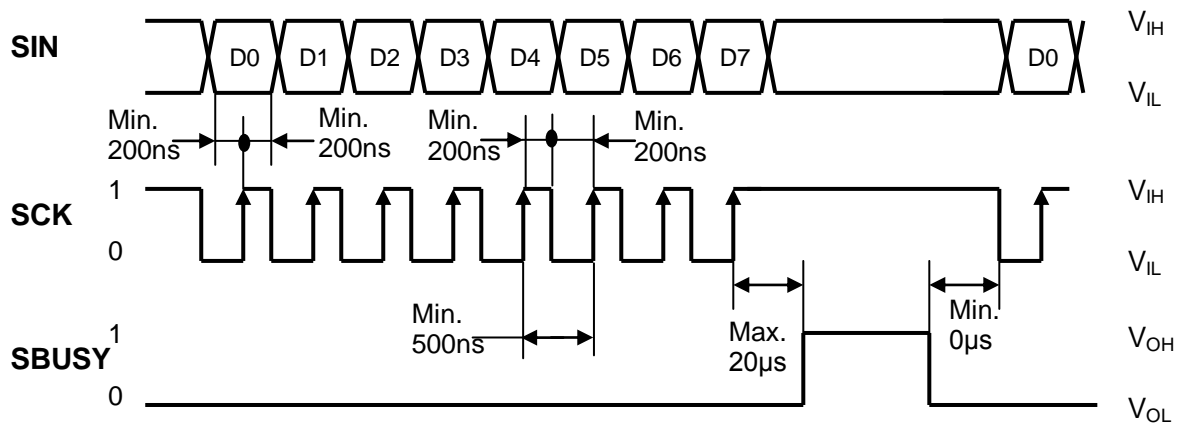 SIN
D0 D1 D2 D3 D4 D5 D6 D7 D0
V_IH
V_IL
Min.
200ns
Min.
200ns
Min.
200ns
Min.
200ns
SCK
1
0
V_IH
V_IL
Min.
500ns
Max.
20µs
Min.
0µs
SBUSY
1
0
V_OH
V_OL